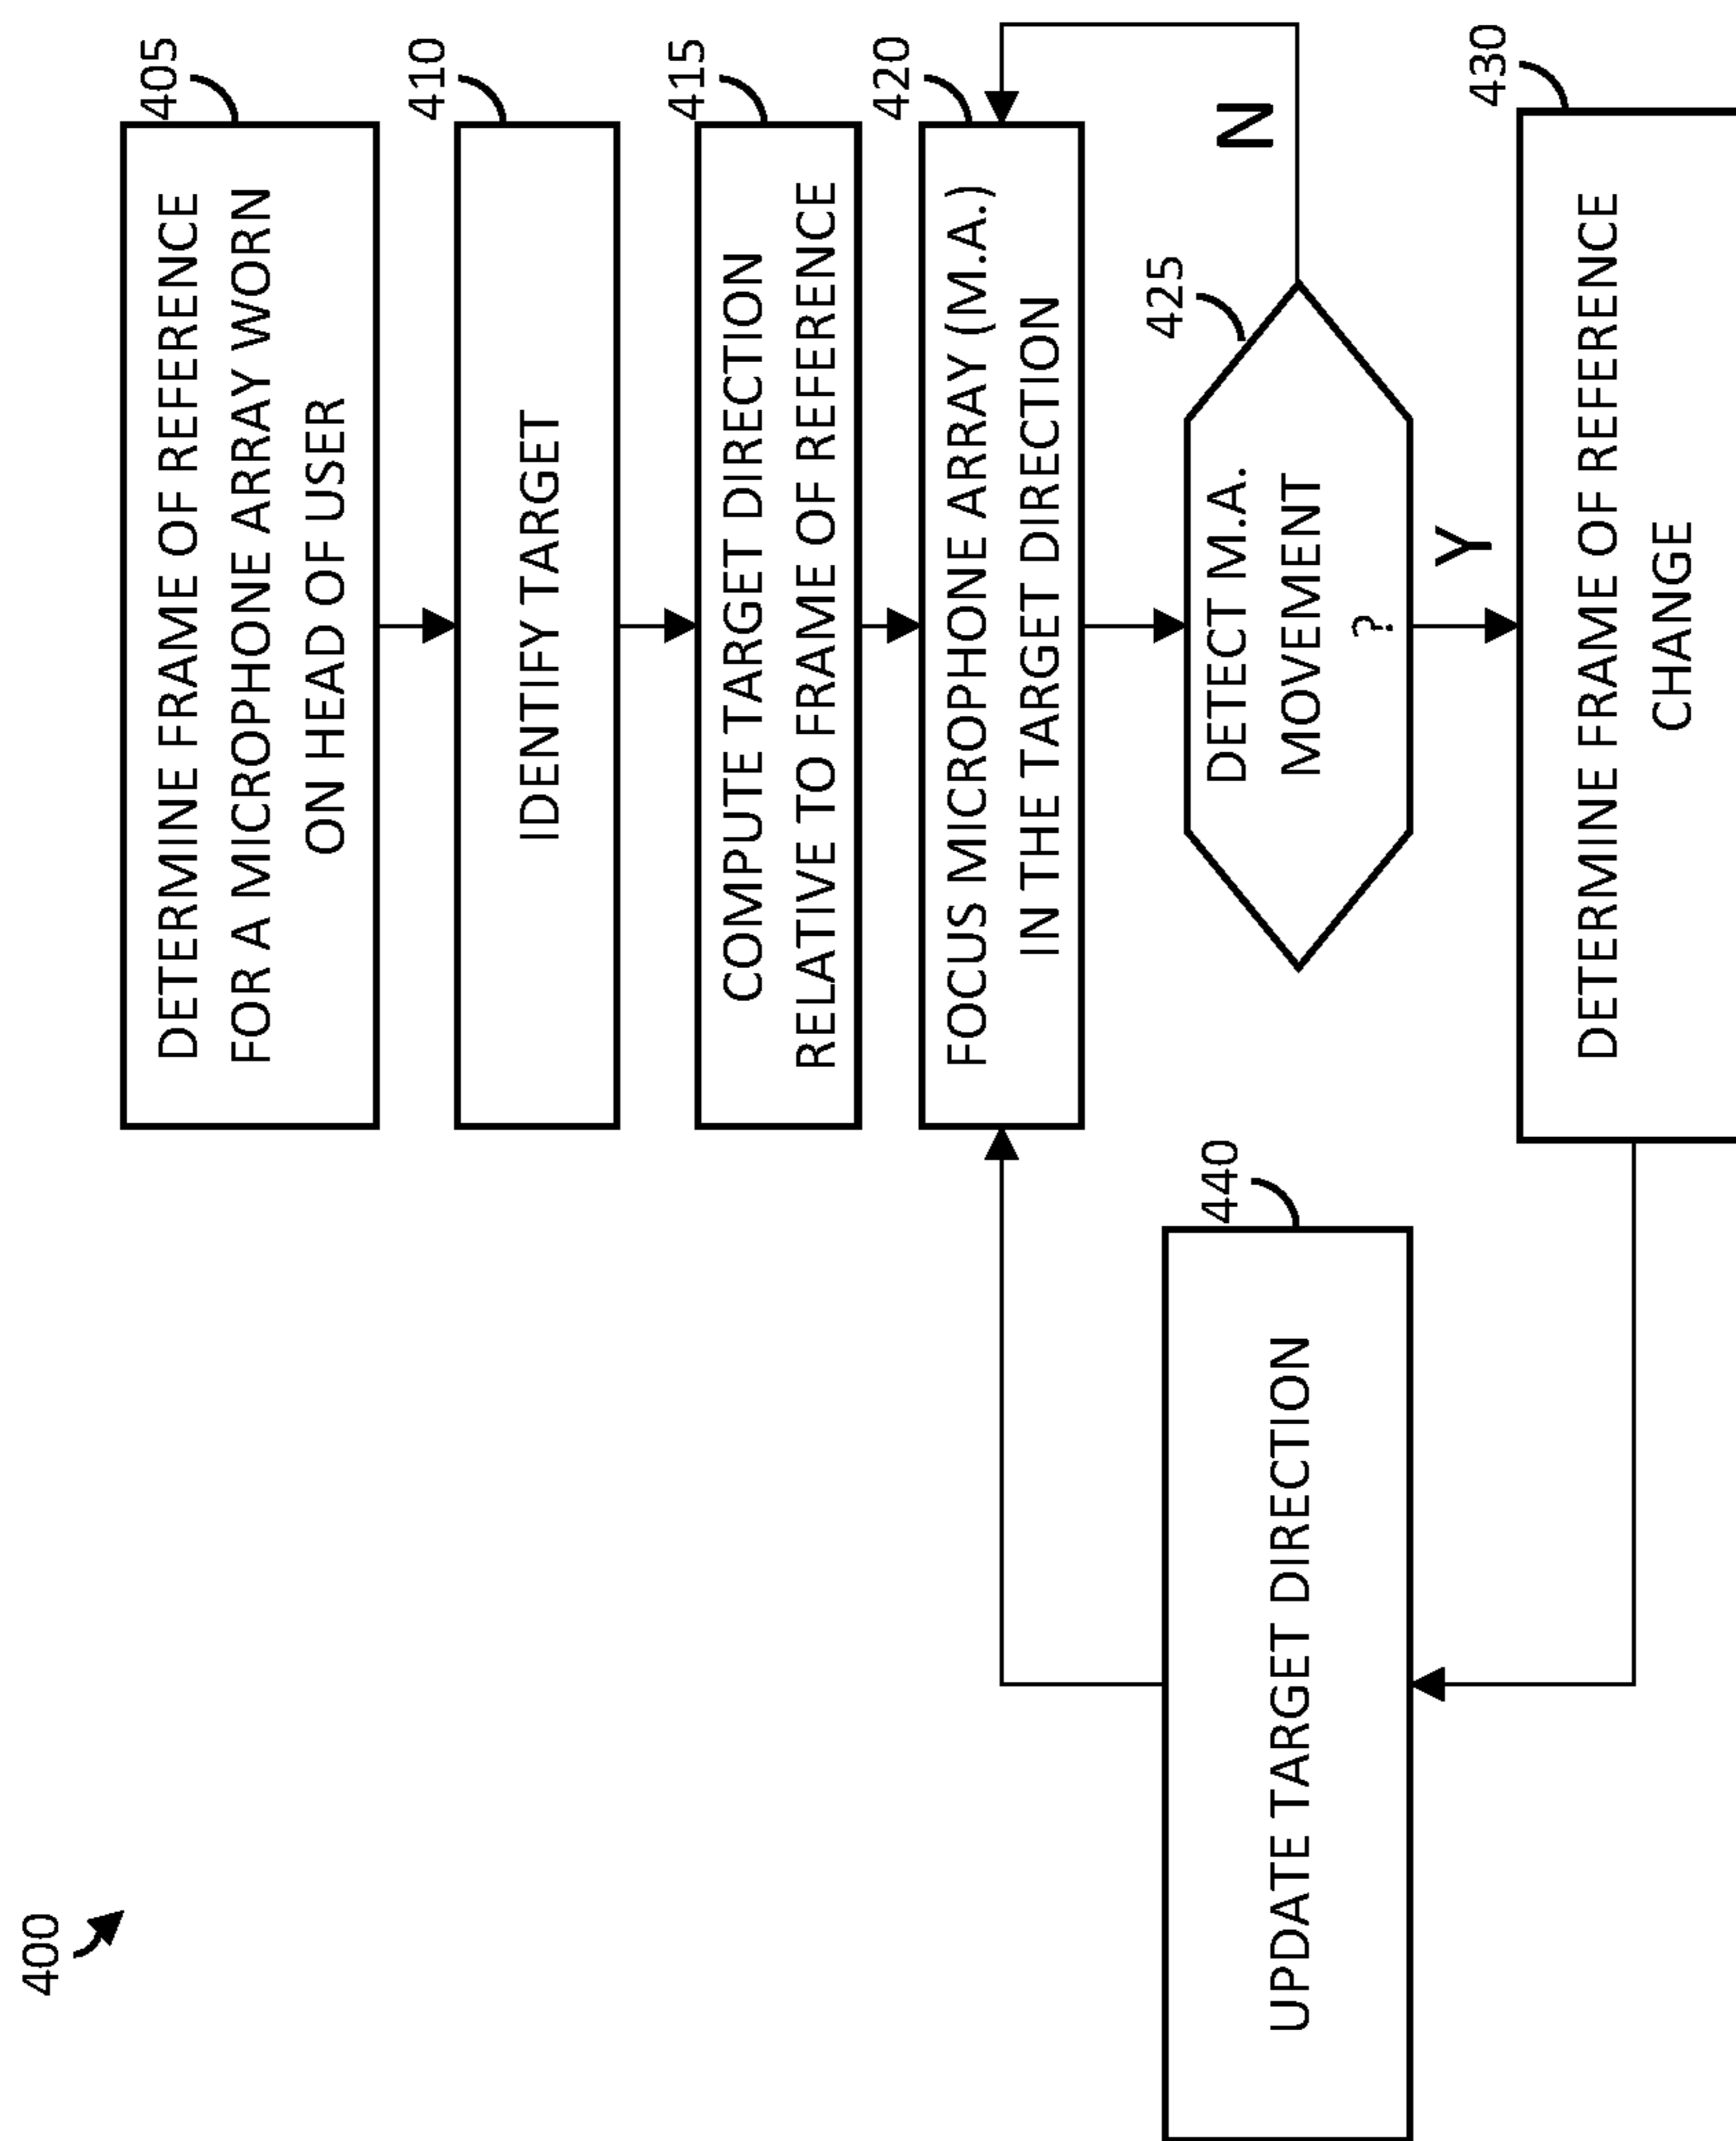 400
405
DETERMINE FRAME OF REFERENCE
FOR A MICROPHONE ARRAY WORN
ON HEAD OF USER
410
IDENTIFY TARGET
415
COMPUTE TARGET DIRECTION
RELATIVE TO FRAME OF REFERENCE
420
FOCUS MICROPHONE ARRAY (M.A.)
IN THE TARGET DIRECTION
425
DETECT M.A.
MOVEMENT
?
N
Y
440
UPDATE TARGET DIRECTION
430
DETERMINE FRAME OF REFERENCE
CHANGE